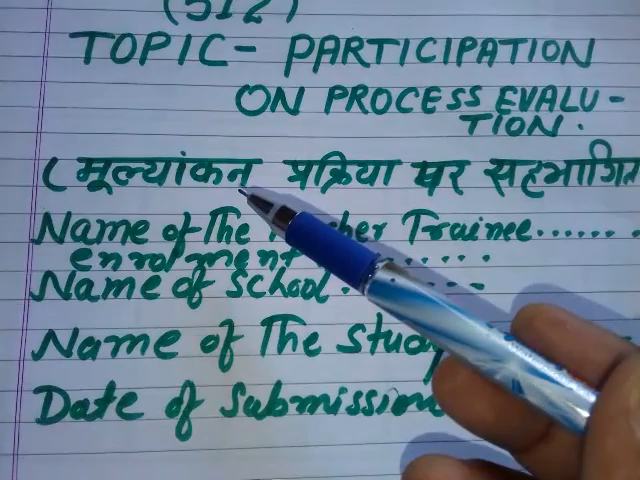 (512)
TOPIC- PARTICIPATION
ON PROCESS EVALU-
TION.
( मूल्यांकन प्रक्रिया पर सहभागित
Name of The Trainee......
enrolment .....
Name of School.
Name of The
Date of Submission